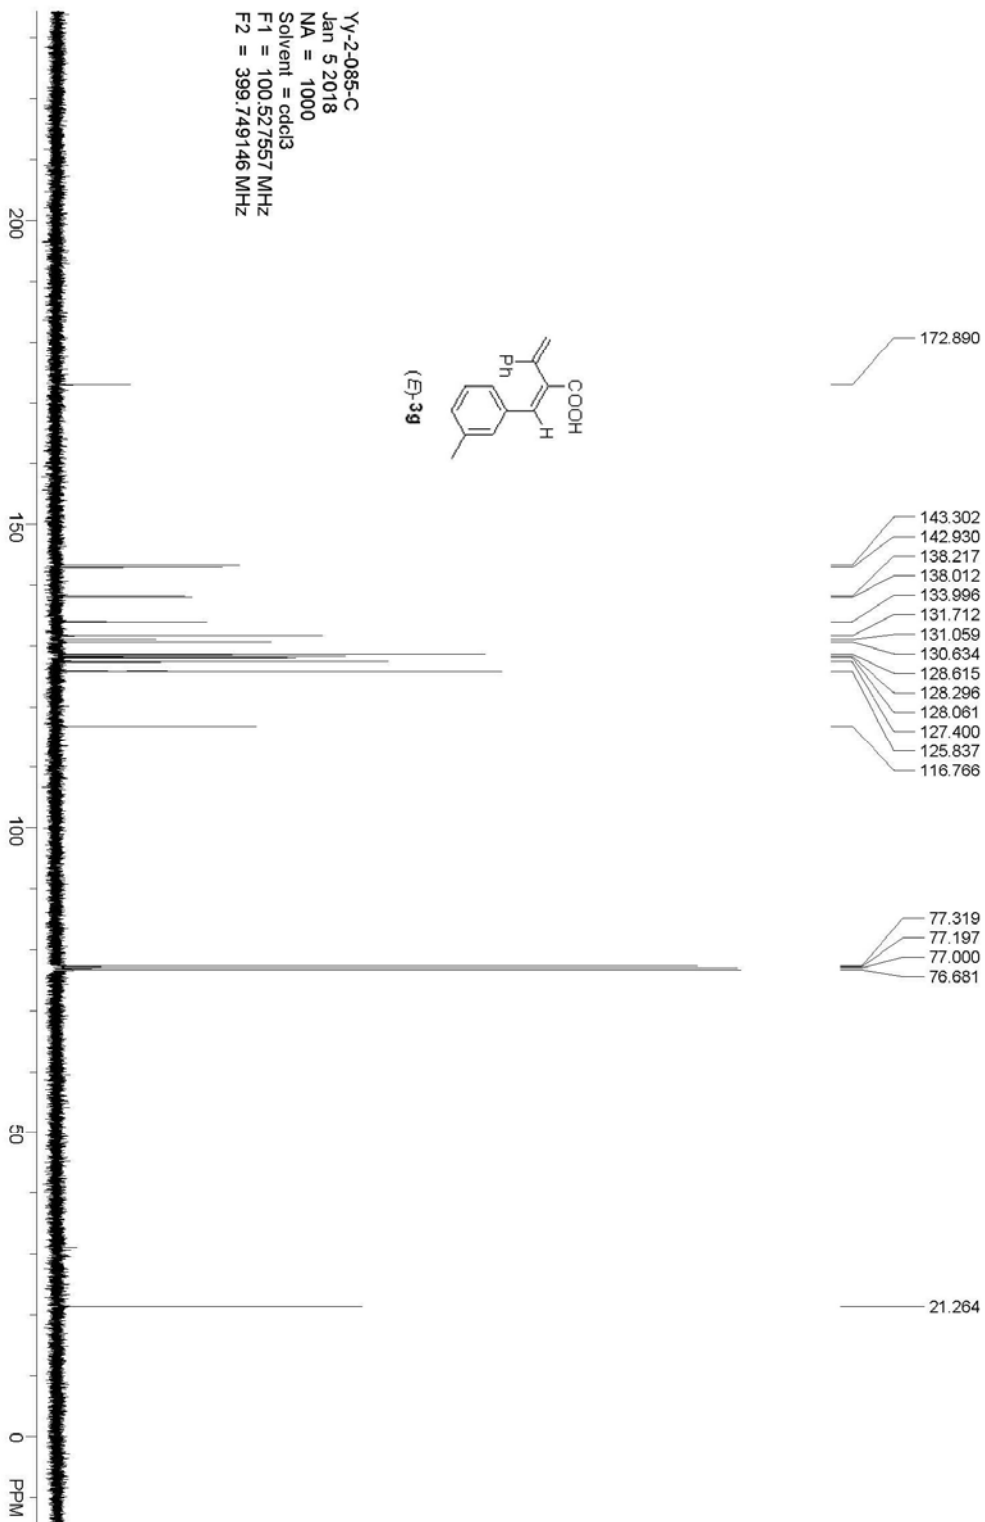 Yy-2-085-C
Jan 5 2018
NA = 1000
Solvent = cdcl3
F1 = 100.527557 MHz
F2 = 399.749146 MHz
COOH
H
Ph
(E)-3g
172.890
143.302
142.930
138.217
138.012
133.996
131.712
131.059
130.634
128.615
128.296
128.061
127.400
125.837
116.766
77.319
77.197
77.000
76.681
21.264
200
150
100
50
0
PPM